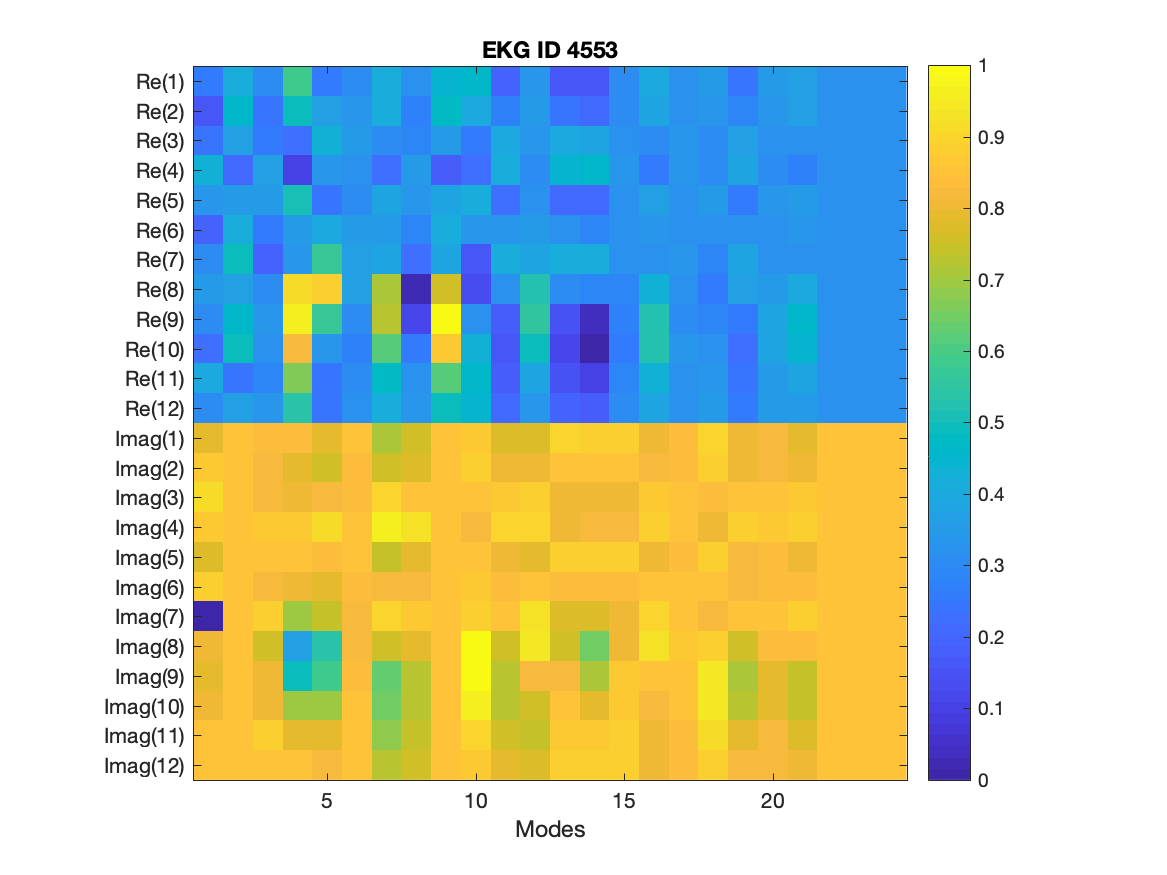 EKG ID 4553
Re(1)
Re(2)
Re(3)
Re(4)
Re(5)
Re(6)
Re(7)
Re(8)
Re(9)
Re(10)
Re(11)
Re(12)
Imag(1)
Imag(2)
Imag(3)
Imag(4)
Imag(5)
Imag(6)
Imag(7)
Imag(8)
Imag(9)
Imag(10)
Imag(11)
Imag(12)
5 10 15 20
Modes
1
0.9
0.8
0.7
0.6
0.5
0.4
0.3
0.2
0.1
0